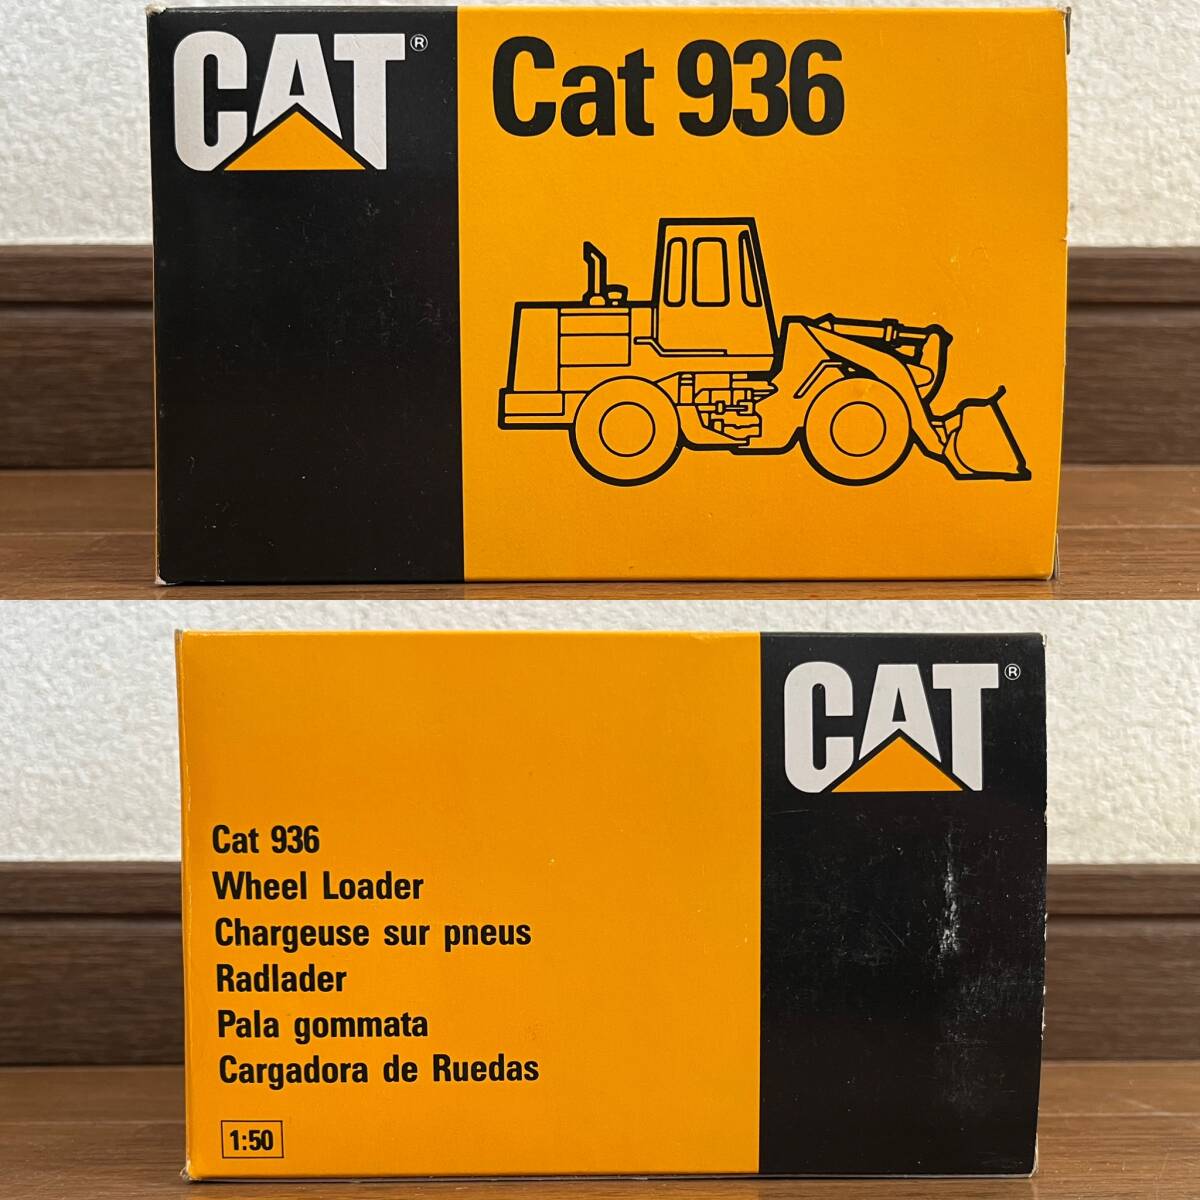 CAT®
Cat 936
CAT®
Cat 936
Wheel Loader
Chargeuse sur pneus
Radlader
Pala gommata
Cargadora de Ruedas
1:50